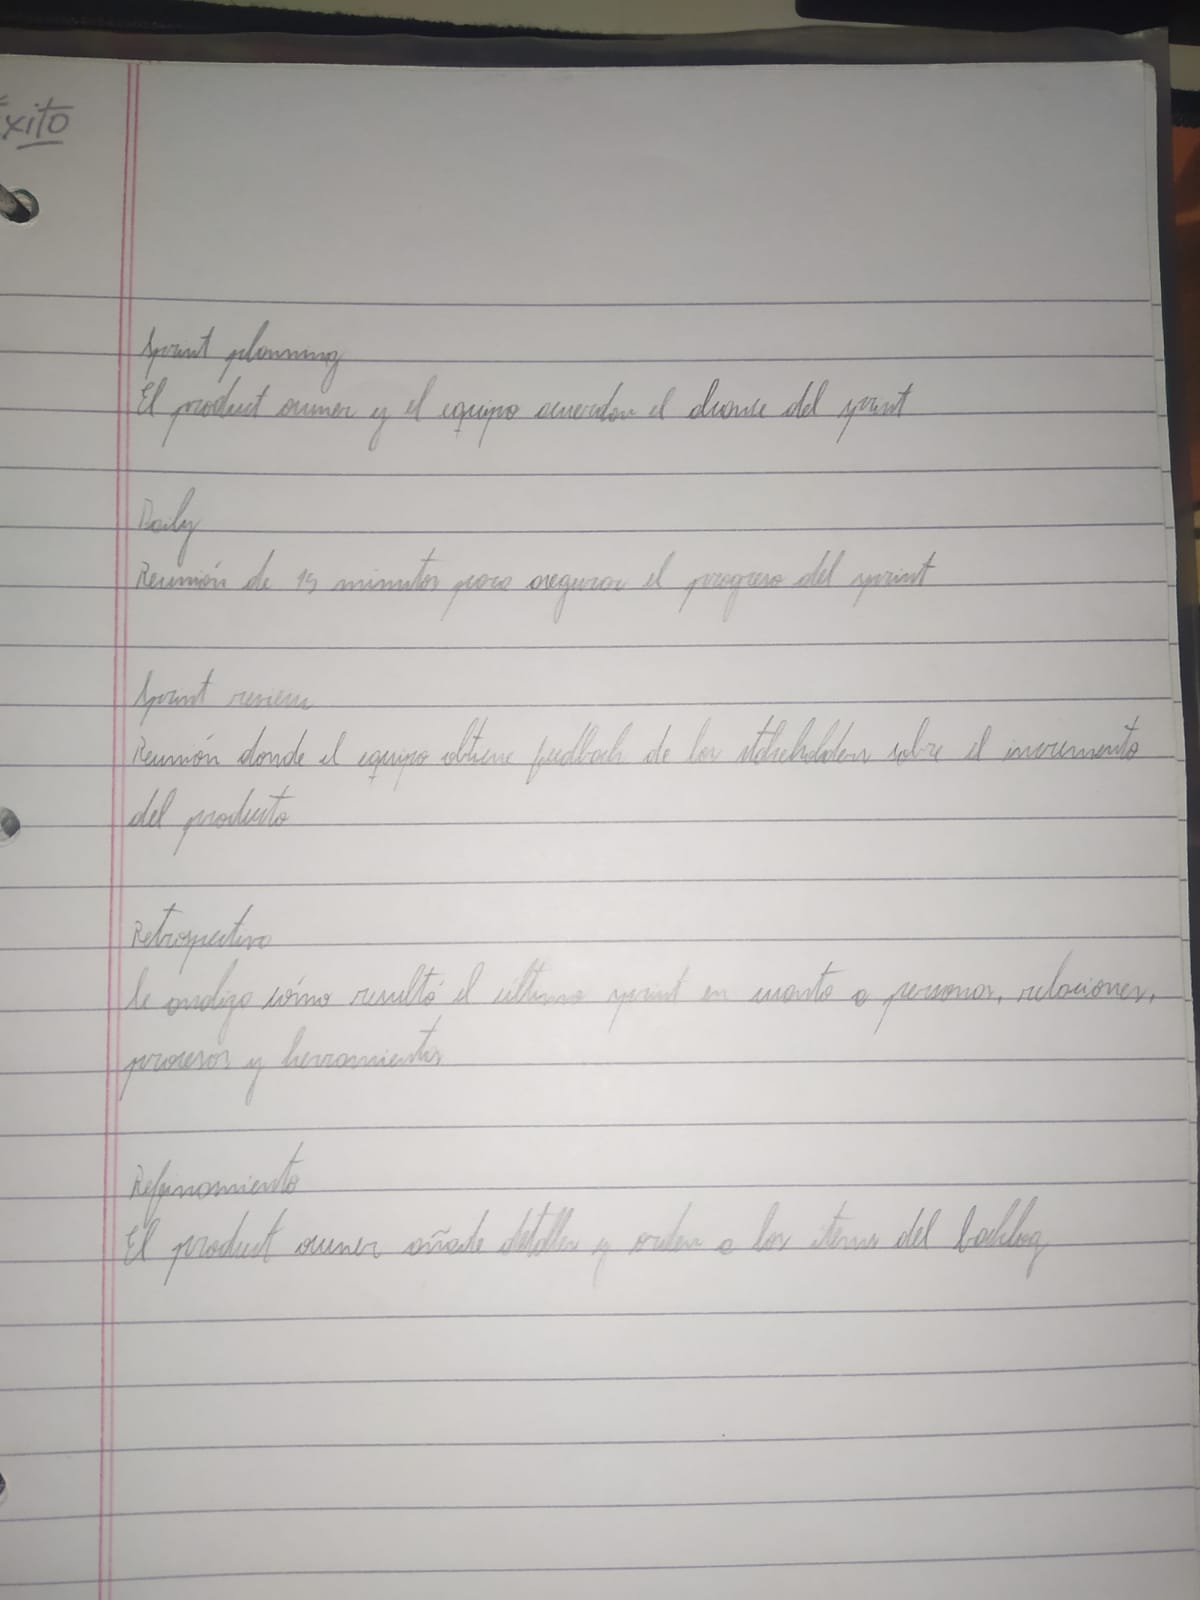 Éxito
Sprint planning
El product owner y el equipo acuerdan el alcance del sprint
Daily
Reunión de 15 minutos para asegurar el progreso del sprint
Sprint review
Reunión donde el equipo obtiene feedback de los stakeholders sobre el incremento
del producto
Retrospectiva
Se analiza cómo resultó el último sprint en cuanto a personas, relaciones,
procesos y herramientas
Refinamiento
El product owner añade detalles y orden a los items del backlog